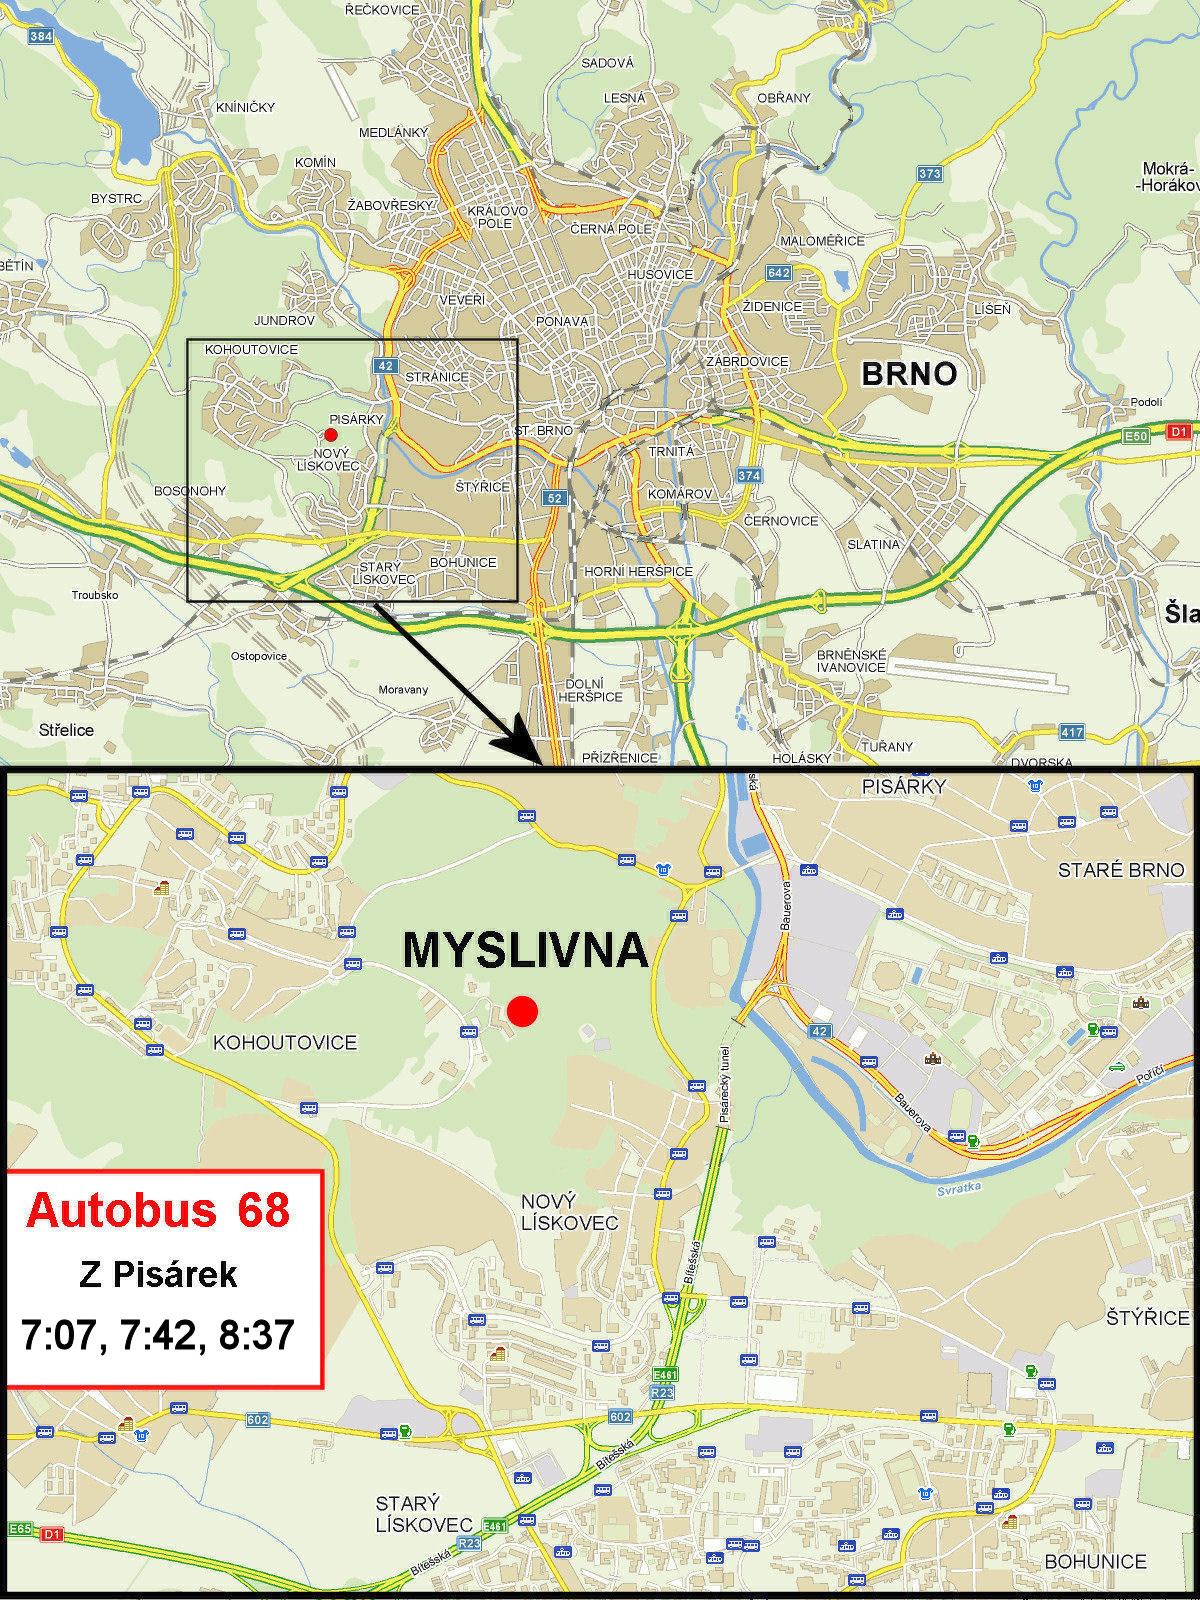 ŘEČKOVICE
384
SADOVÁ
LESNÁ
OBŘANY
KNÍNIČKY
MEDLÁNKY
KOMÍN
373
Mokrá-
-Horákov
BYSTRC
ŽABOVŘESKY
KRÁLOVO
POLE
ČERNÁ POLE
MALOMĚŘICE
BĚTÍN
HUSOVICE
642
VEVEŘÍ
ŽIDENICE
LÍŠEŇ
JUNDROV
PONAVA
KOHOUTOVICE
42
STRÁNICE
ZÁBRDOVICE
BRNO
Podolí
PISÁRKY
ST. BRNO
E50
D1
NOVÝ
LÍSKOVEC
TRNITÁ
374
BOSONOHY
ŠTÝŘICE
52
KOMÁROV
ČERNOVICE
SLATINA
STARÝ
LÍSKOVEC
BOHUNICE
HORNÍ HERŠPICE
Troubsko
Šla
Ostopovice
BRNĚNSKÉ
IVANOVICE
Moravany
DOLNÍ
HERŠPICE
Střelice
417
TUŘANY
PŘÍZŘENICE
HOLÁSKY
DVORSKA
PISÁRKY
STARÉ BRNO
Bauerova
MYSLIVNA
KOHOUTOVICE
42
Pisárecký tunel
Bauerova
Poříčí
Svratka
NOVÝ
LÍSKOVEC
Autobus 68
Z Pisárek
7:07, 7:42, 8:37
Bítešská
ŠTÝŘICE
E461
R23
602
602
Bítešská
STARÝ
LÍSKOVEC
E461
R23
E65
D1
Bítešská
BOHUNICE